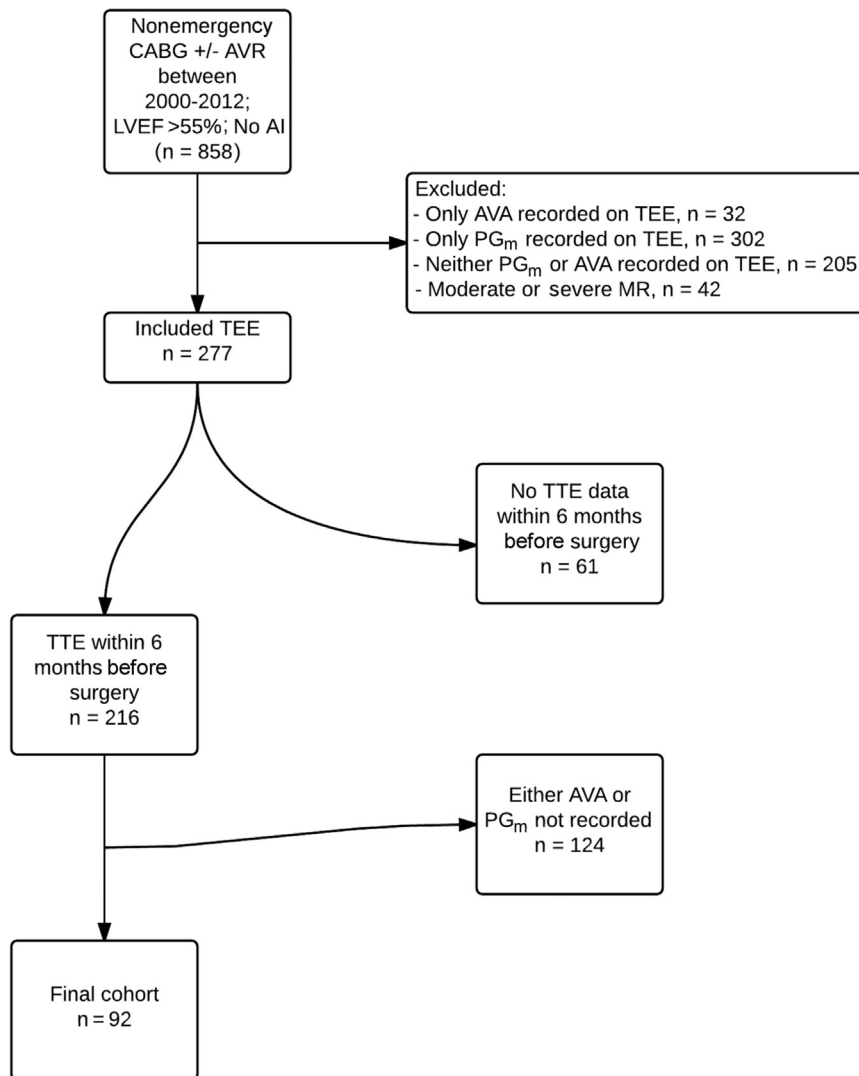 Nonemergency
CABG +/- AVR
between
2000-2012;
LVEF >55%; No AI
(n = 858)
Excluded:
- Only AVA recorded on TEE, n = 32
- Only PGm recorded on TEE, n = 302
- Neither PGm or AVA recorded on TEE, n = 205
- Moderate or severe MR, n = 42
Included TEE
n = 277
No TTE data
within 6 months
before surgery
n = 61
TTE within 6
months before
surgery
n = 216
Either AVA or
PGm not recorded
n = 124
Final cohort
n = 92